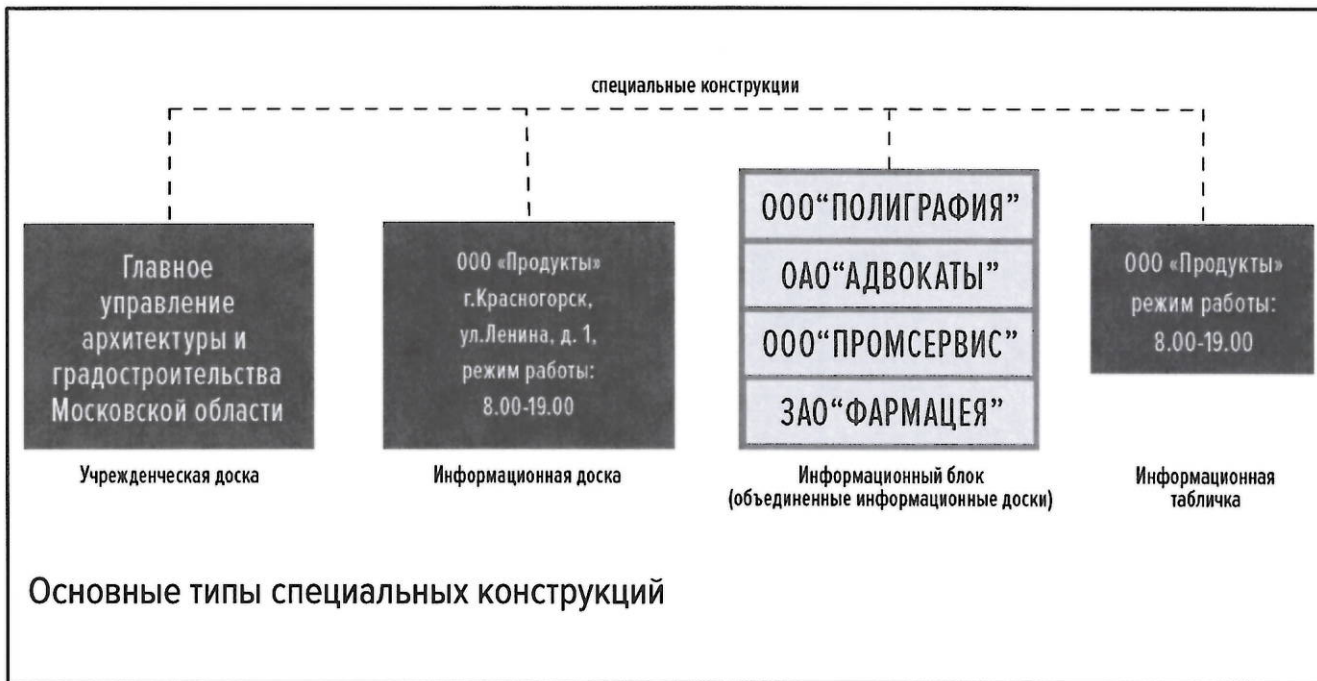 специальные конструкции
Главное
управление
архитектуры и
градостроительства
Московской области
Учрежденческая доска
ООО «Продукты»
г.Красногорск,
ул.Ленина, д. 1,
режим работы:
8.00-19.00
Информационная доска
ООО“ПОЛИГРАФИЯ”
ОАО“АДВОКАТЫ”
ООО“ПРОМСЕРВИС”
ЗАО“ФАРМАЦЕЯ”
Информационный блок
(объединенные информационные доски)
ООО «Продукты»
режим работы:
8.00-19.00
Информационная
табличка
Основные типы специальных конструкций